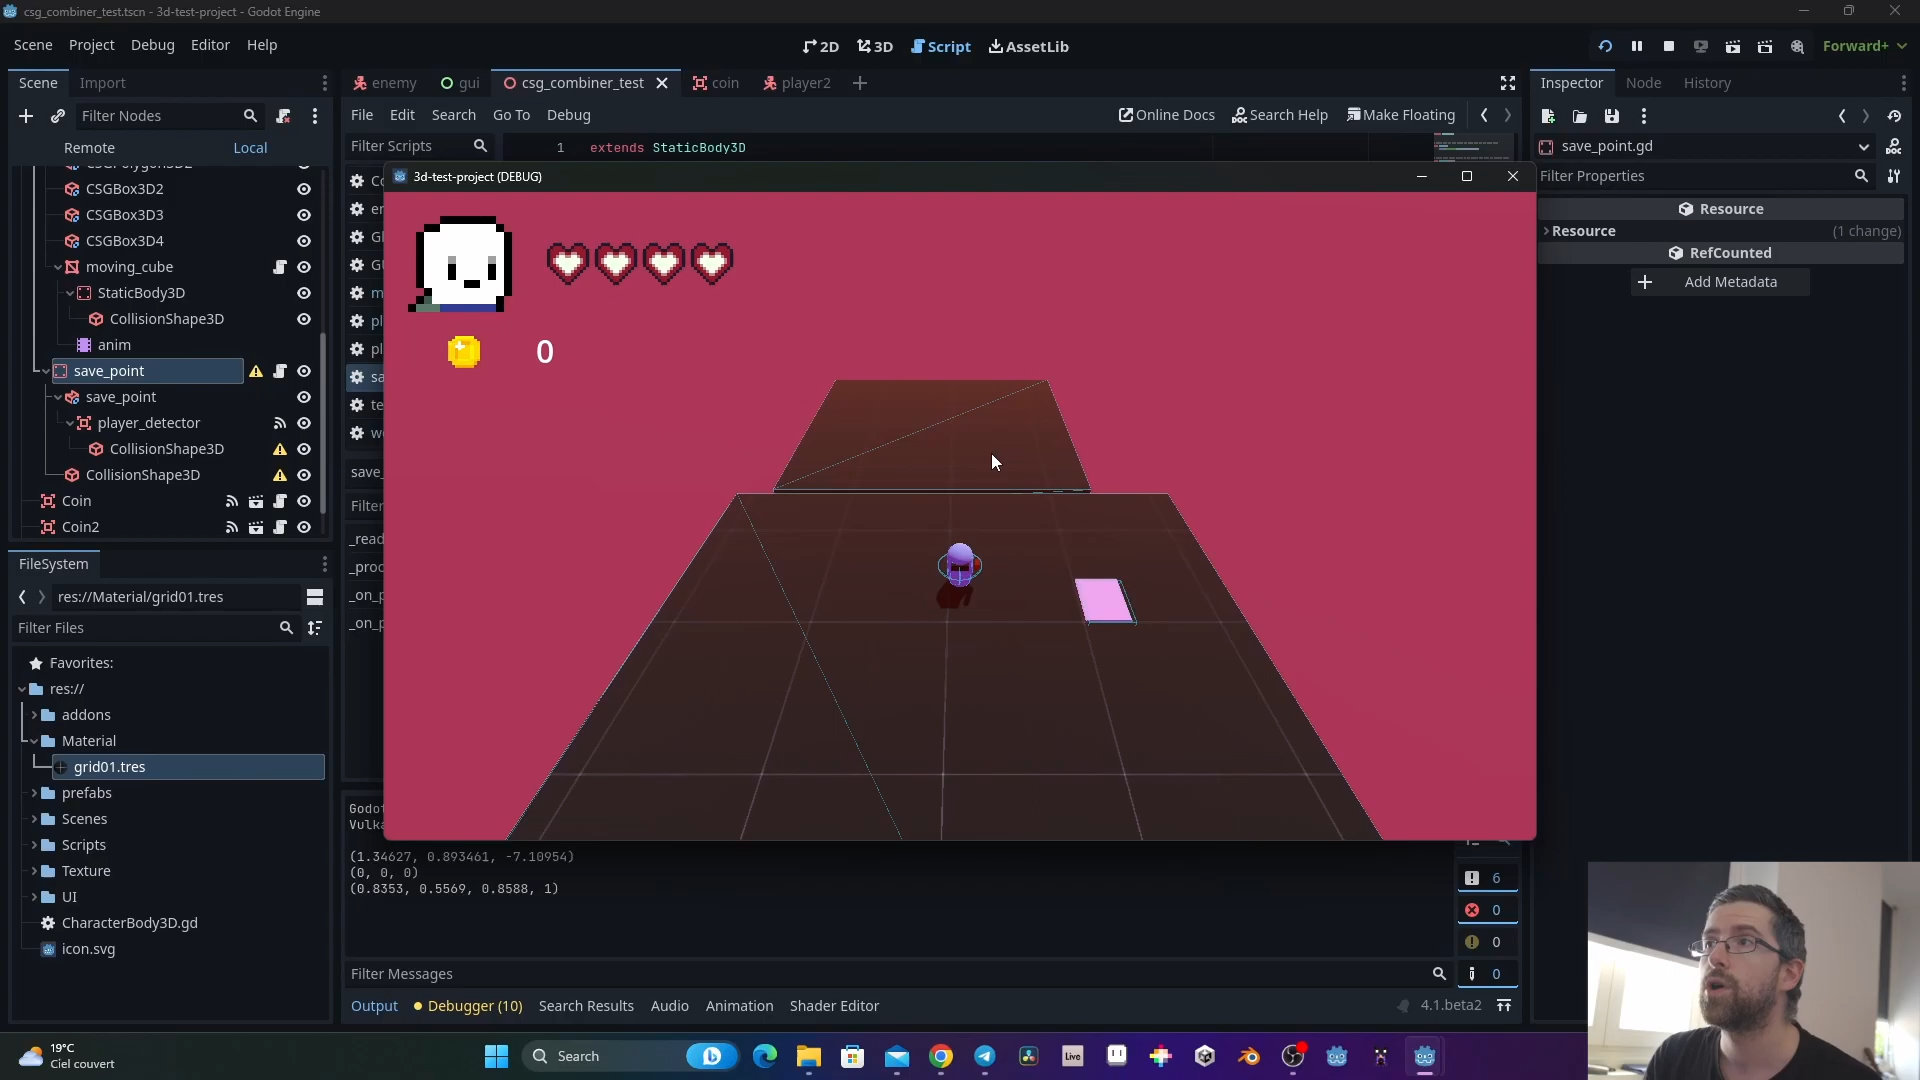 csg_combiner_test.tscn - 3d-test-project - Godot Engine
Scene Project Debug Editor Help
2D 3D Script AssetLib
Forward+
Scene Import
enemy gui csg_combiner_test coin player2
Inspector Node History
Filter Nodes
File Edit Search Go To Debug
Online Docs Search Help Make Floating
Remote Local
Filter Scripts
1 extends StaticBody3D
save_point.gd
Filter Properties
3d-test-project (DEBUG)
CSGBox3D2
CSGBox3D3
CSGBox3D4
moving_cube
StaticBody3D
CollisionShape3D
anim
save_point
save_point
player_detector
CollisionShape3D
CollisionShape3D
Coin
Coin2
0
Resource
Resource (1 change)
RefCounted
Add Metadata
FileSystem
res://Material/grid01.tres
Filter Files
Favorites:
res://
addons
Material
grid01.tres
prefabs
Scenes
Scripts
Texture
UI
CharacterBody3D.gd
icon.svg
(1.34627, 0.893461, -7.10954)
(0, 0, 0)
(0.8353, 0.5569, 0.8588, 1)
6
0
0
0
Filter Messages
Output Debugger (10) Search Results Audio Animation Shader Editor
4.1.beta2
19°C
Ciel couvert
Search
Live